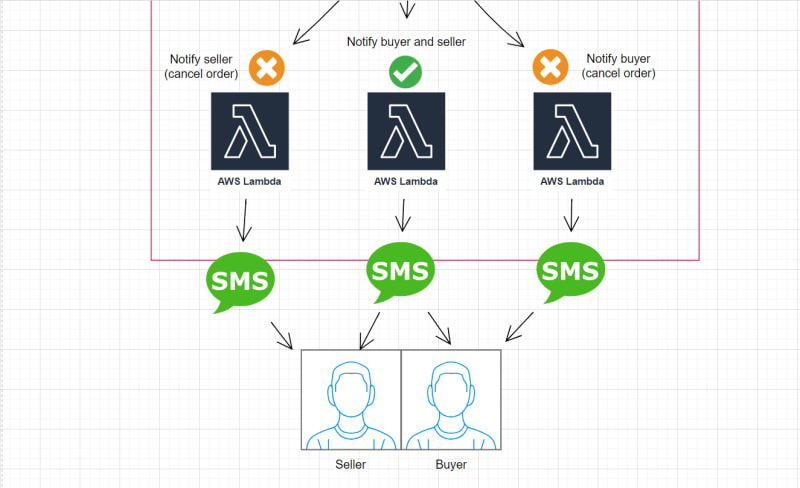 Notify seller
(cancel order)
Notify buyer and seller
Notify buyer
(cancel order)
AWS Lambda
AWS Lambda
AWS Lambda
SMS
SMS
SMS
Seller
Buyer